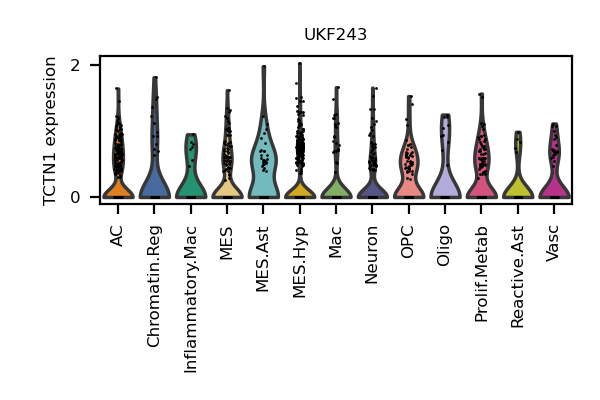 UKF243
TCTN1 expression
2
0
AC
Chromatin.Reg
Inflammatory.Mac
MES
MES.Ast
MES.Hyp
Mac
Neuron
OPC
Oligo
Prolif.Metab
Reactive.Ast
Vasc